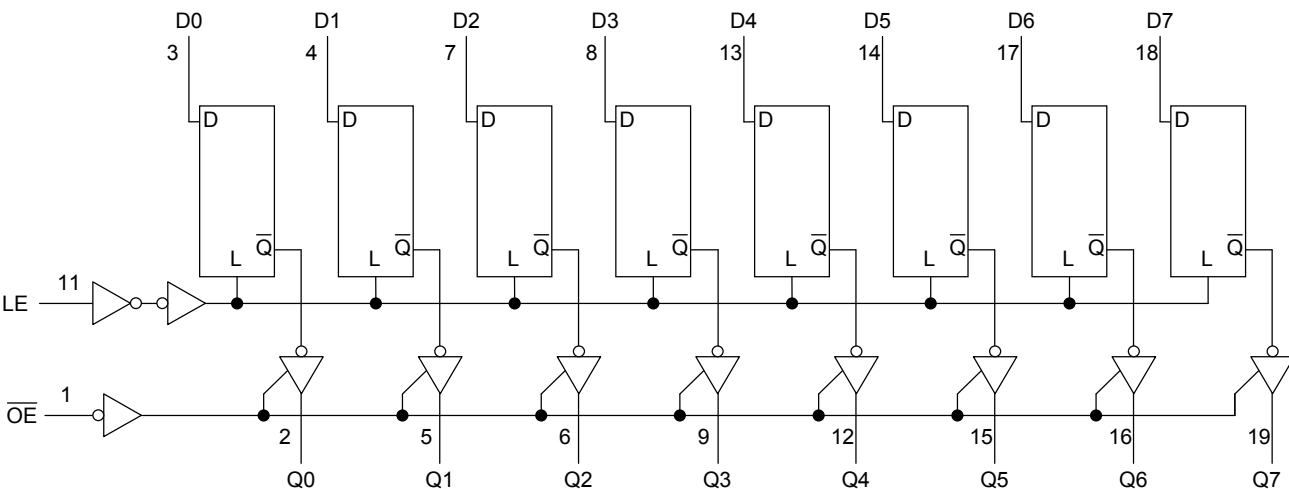 D0 D1 D2 D3 D4 D5 D6 D7
3 4 7 8 13 14 17 18
D D D D D D D D
Q̅ Q̅ Q̅ Q̅ Q̅ Q̅ Q̅ Q̅
L L L L L L L L
11
LE
1
O̅E̅
2 5 6 9 12 15 16 19
Q0 Q1 Q2 Q3 Q4 Q5 Q6 Q7